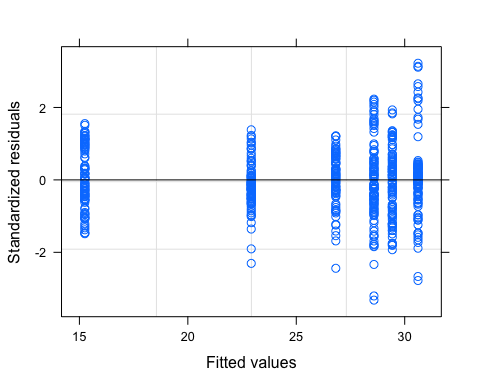 Standardized residuals
2
0
-2
15 20 25 30
Fitted values